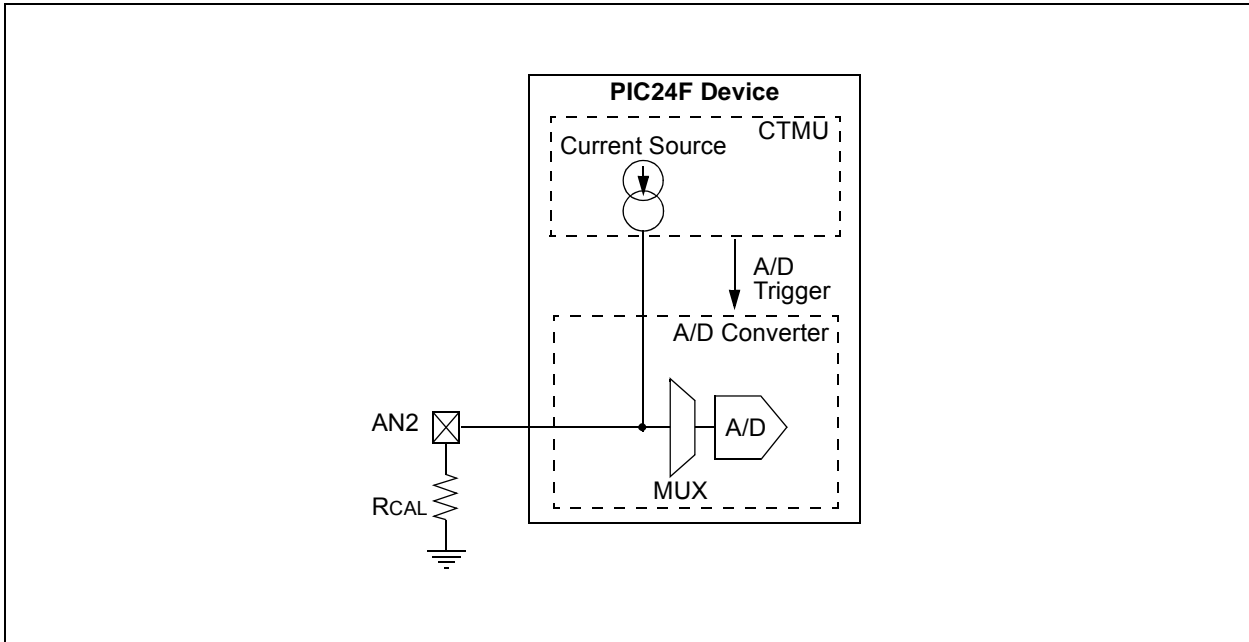 PIC24F Device
CTMU
Current Source
A/D
Trigger
A/D Converter
AN2
A/D
MUX
RCAL